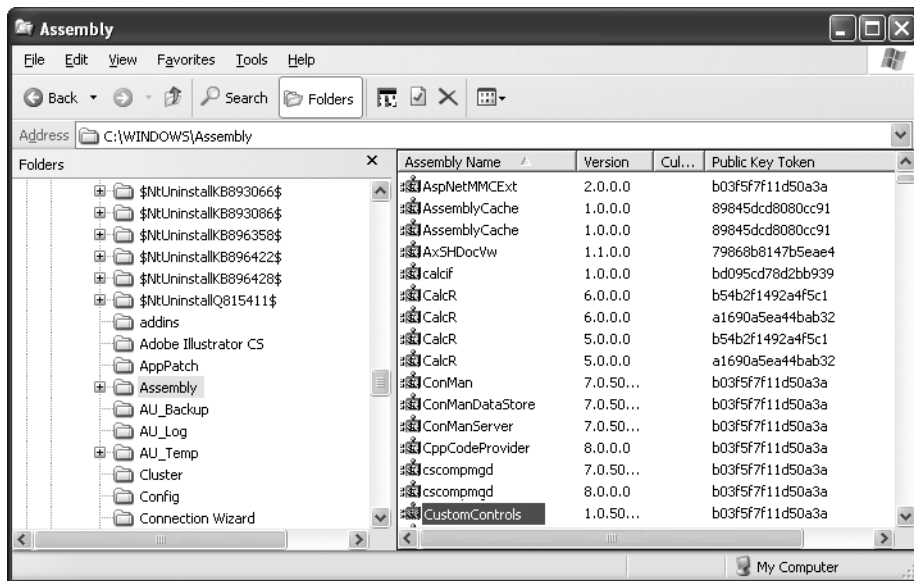 Assembly
File Edit View Favorites Tools Help
Back Search Folders
Address C:\WINDOWS\Assembly
Folders
$NtUninstallKB893066$
$NtUninstallKB893086$
$NtUninstallKB896358$
$NtUninstallKB896422$
$NtUninstallKB896428$
$NtUninstallQ815411$
addins
Adobe Illustrator CS
AppPatch
Assembly
AU_Backup
AU_Log
AU_Temp
Cluster
Config
Connection Wizard
Assembly Name Version Cul... Public Key Token
AspNetMMCExt 2.0.0.0 b03f5f7f11d50a3a
AssemblyCache 1.0.0.0 89845dcd8080cc91
AssemblyCache 1.0.0.0 89845dcd8080cc91
AxSHDocVw 1.1.0.0 79868b8147b5eae4
calcif 1.0.0.0 bd095cd78d2bb939
CalcR 6.0.0.0 b54b2f1492a4f5c1
CalcR 6.0.0.0 a1690a5ea44bab32
CalcR 5.0.0.0 b54b2f1492a4f5c1
CalcR 5.0.0.0 a1690a5ea44bab32
ConMan 7.0.50... b03f5f7f11d50a3a
ConManDataStore 7.0.50... b03f5f7f11d50a3a
ConManServer 7.0.50... b03f5f7f11d50a3a
CppCodeProvider 8.0.0.0 b03f5f7f11d50a3a
cscompmgd 7.0.50... b03f5f7f11d50a3a
cscompmgd 8.0.0.0 b03f5f7f11d50a3a
CustomControls 1.0.50... b03f5f7f11d50a3a
My Computer